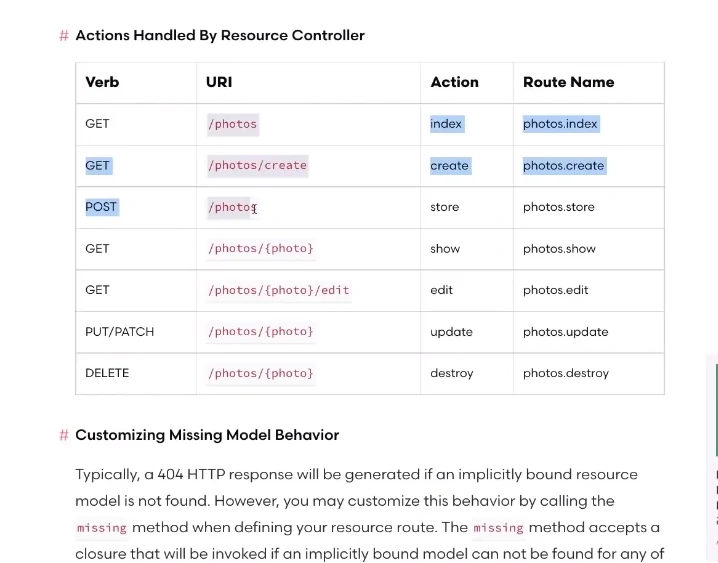 # Actions Handled By Resource Controller
Verb URI Action Route Name
GET /photos index photos.index
GET /photos/create create photos.create
POST /photos store photos.store
GET /photos/{photo} show photos.show
GET /photos/{photo}/edit edit photos.edit
PUT/PATCH /photos/{photo} update photos.update
DELETE /photos/{photo} destroy photos.destroy
# Customizing Missing Model Behavior
Typically, a 404 HTTP response will be generated if an implicitly bound resource
model is not found. However, you may customize this behavior by calling the
missing method when defining your resource route. The missing method accepts a
closure that will be invoked if an implicitly bound model can not be found for any of